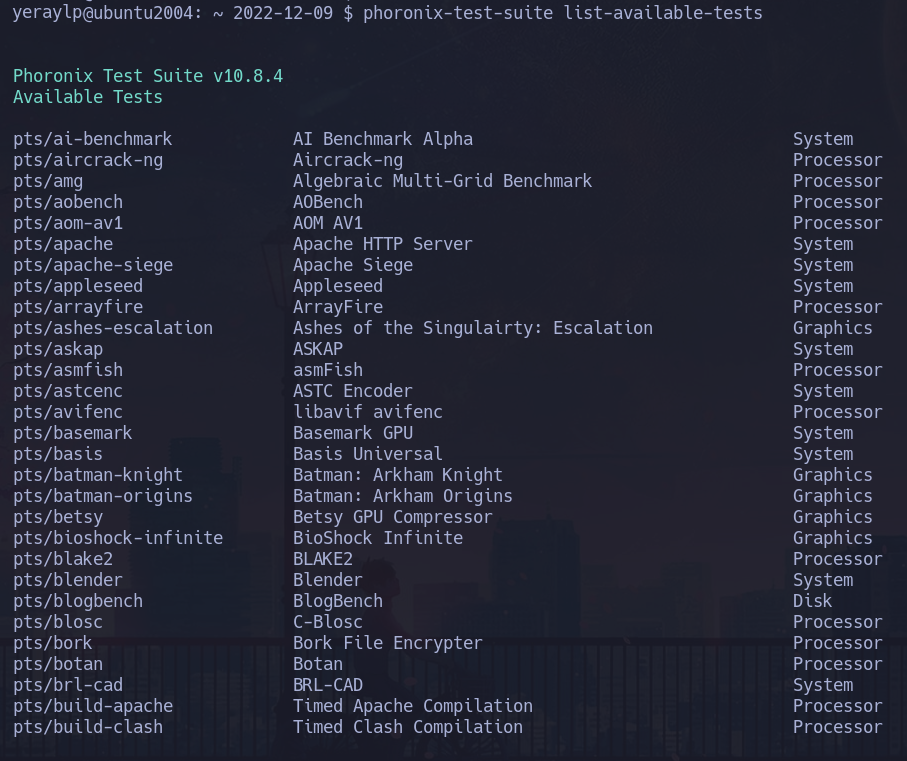 yeraylp@ubuntu2004: ~ 2022-12-09 $ phoronix-test-suite list-available-tests
Phoronix Test Suite v10.8.4
Available Tests
pts/ai-benchmark AI Benchmark Alpha System
pts/aircrack-ng Aircrack-ng Processor
pts/amg Algebraic Multi-Grid Benchmark Processor
pts/aobench AOBench Processor
pts/aom-av1 AOM AV1 Processor
pts/apache Apache HTTP Server System
pts/apache-siege Apache Siege System
pts/appleseed Appleseed System
pts/arrayfire ArrayFire Processor
pts/ashes-escalation Ashes of the Singulairty: Escalation Graphics
pts/askap ASKAP System
pts/asmfish asmFish Processor
pts/astcenc ASTC Encoder System
pts/avifenc libavif avifenc Processor
pts/basemark Basemark GPU System
pts/basis Basis Universal System
pts/batman-knight Batman: Arkham Knight Graphics
pts/batman-origins Batman: Arkham Origins Graphics
pts/betsy Betsy GPU Compressor Graphics
pts/bioshock-infinite BioShock Infinite Graphics
pts/blake2 BLAKE2 Processor
pts/blender Blender System
pts/blogbench BlogBench Disk
pts/blosc C-Blosc Processor
pts/bork Bork File Encrypter Processor
pts/botan Botan Processor
pts/brl-cad BRL-CAD System
pts/build-apache Timed Apache Compilation Processor
pts/build-clash Timed Clash Compilation Processor